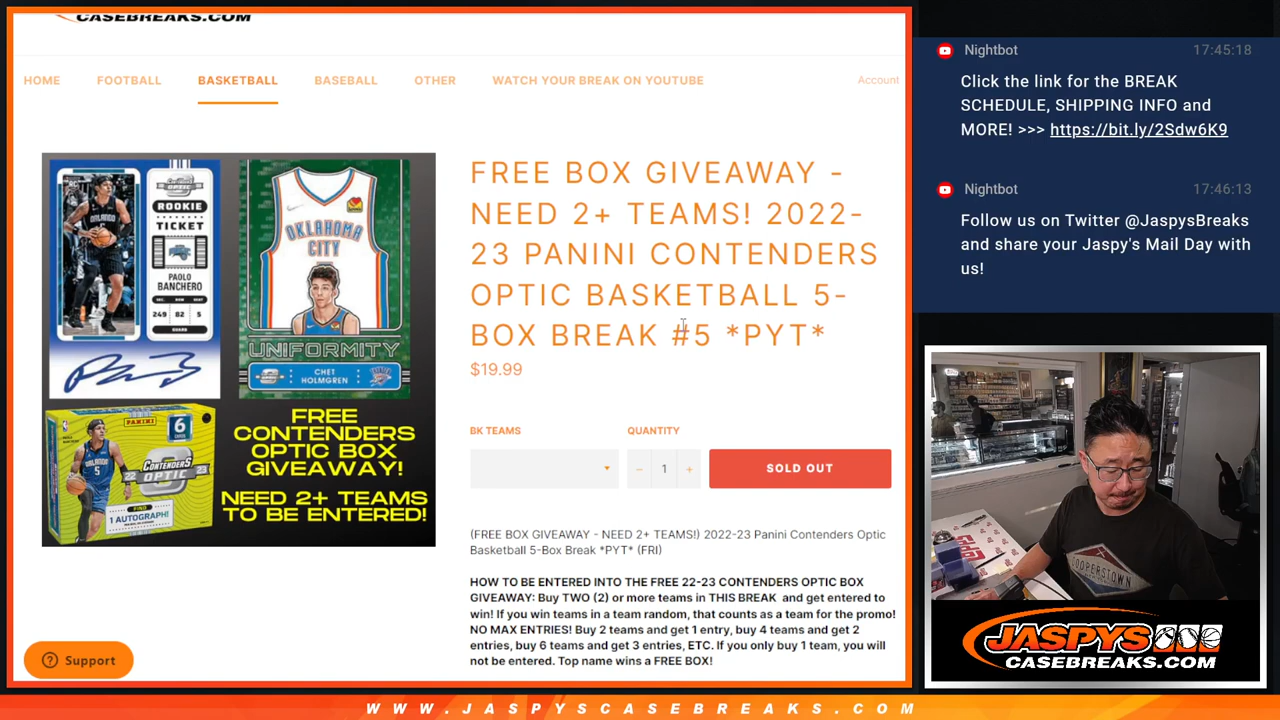 CASEBREAKS.COM
HOME FOOTBALL BASKETBALL BASEBALL OTHER WATCH YOUR BREAK ON YOUTUBE Account
ROOKIE
TICKET
PAOLO
BANCHERO
SEC. ROW SEAT
249 82 5
GUARD
OKLAHOMA
CITY
UNIFORMITY
CHET
HOLMGREN
PANINI
6
CONTENDERS
OPTIC
22 23
1 AUTOGRAPH!
FREE
CONTENDERS
OPTIC BOX
GIVEAWAY!
NEED 2+ TEAMS
TO BE ENTERED!
FREE BOX GIVEAWAY -
NEED 2+ TEAMS! 2022-
23 PANINI CONTENDERS
OPTIC BASKETBALL 5-
BOX BREAK #5 *PYT*
$19.99
BK TEAMS QUANTITY
− 1 + SOLD OUT
(FREE BOX GIVEAWAY - NEED 2+ TEAMS!) 2022-23 Panini Contenders Optic
Basketball 5-Box Break *PYT* (FRI)
HOW TO BE ENTERED INTO THE FREE 22-23 CONTENDERS OPTIC BOX
GIVEAWAY: Buy TWO (2) or more teams in THIS BREAK and get entered to
win! If you win teams in a team random, that counts as a team for the promo!
NO MAX ENTRIES! Buy 2 teams and get 1 entry, buy 4 teams and get 2
entries, buy 6 teams and get 3 entries, ETC. If you only buy 1 team, you will
not be entered. Top name wins a FREE BOX!
Support
Nightbot 17:45:18
Click the link for the BREAK
SCHEDULE, SHIPPING INFO and
MORE! >>> https://bit.ly/2Sdw6K9
Nightbot 17:46:13
Follow us on Twitter @JaspysBreaks
and share your Jaspy's Mail Day with
us!
COOPERSTOWN
JASPYS
CASEBREAKS.COM
WWW.JASPYSCASEBREAKS.COM